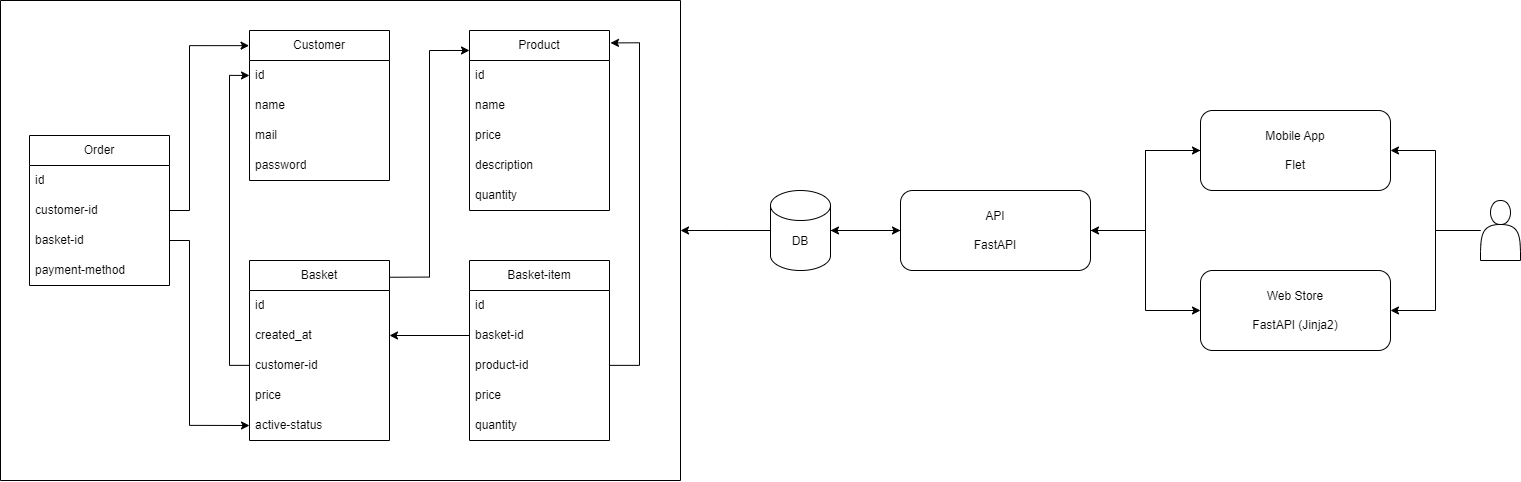 Order
id
customer-id
basket-id
payment-method
Customer
id
name
mail
password
Product
id
name
price
description
quantity
Basket
id
created_at
customer-id
price
active-status
Basket-item
id
basket-id
product-id
price
quantity
DB
API
FastAPI
Mobile App
Flet
Web Store
FastAPI (Jinja2)